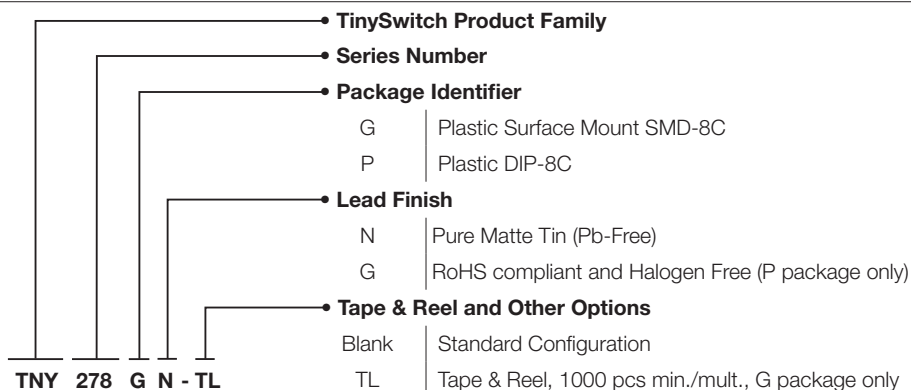 TinySwitch Product Family
Series Number
Package Identifier
G Plastic Surface Mount SMD-8C
P Plastic DIP-8C
Lead Finish
N Pure Matte Tin (Pb-Free)
G RoHS compliant and Halogen Free (P package only)
Tape & Reel and Other Options
Blank Standard Configuration
TNY 278 G N - TL TL Tape & Reel, 1000 pcs min./mult., G package only